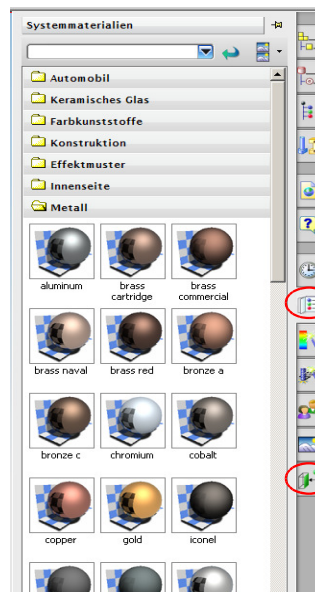 Systemmaterialien
Automobil
Keramisches Glas
Farbkunststoffe
Konstruktion
Effektmuster
Innenseite
Metall
aluminum
brass
cartridge
brass
commercial
brass naval
brass red
bronze a
bronze c
chromium
cobalt
copper
gold
iconel